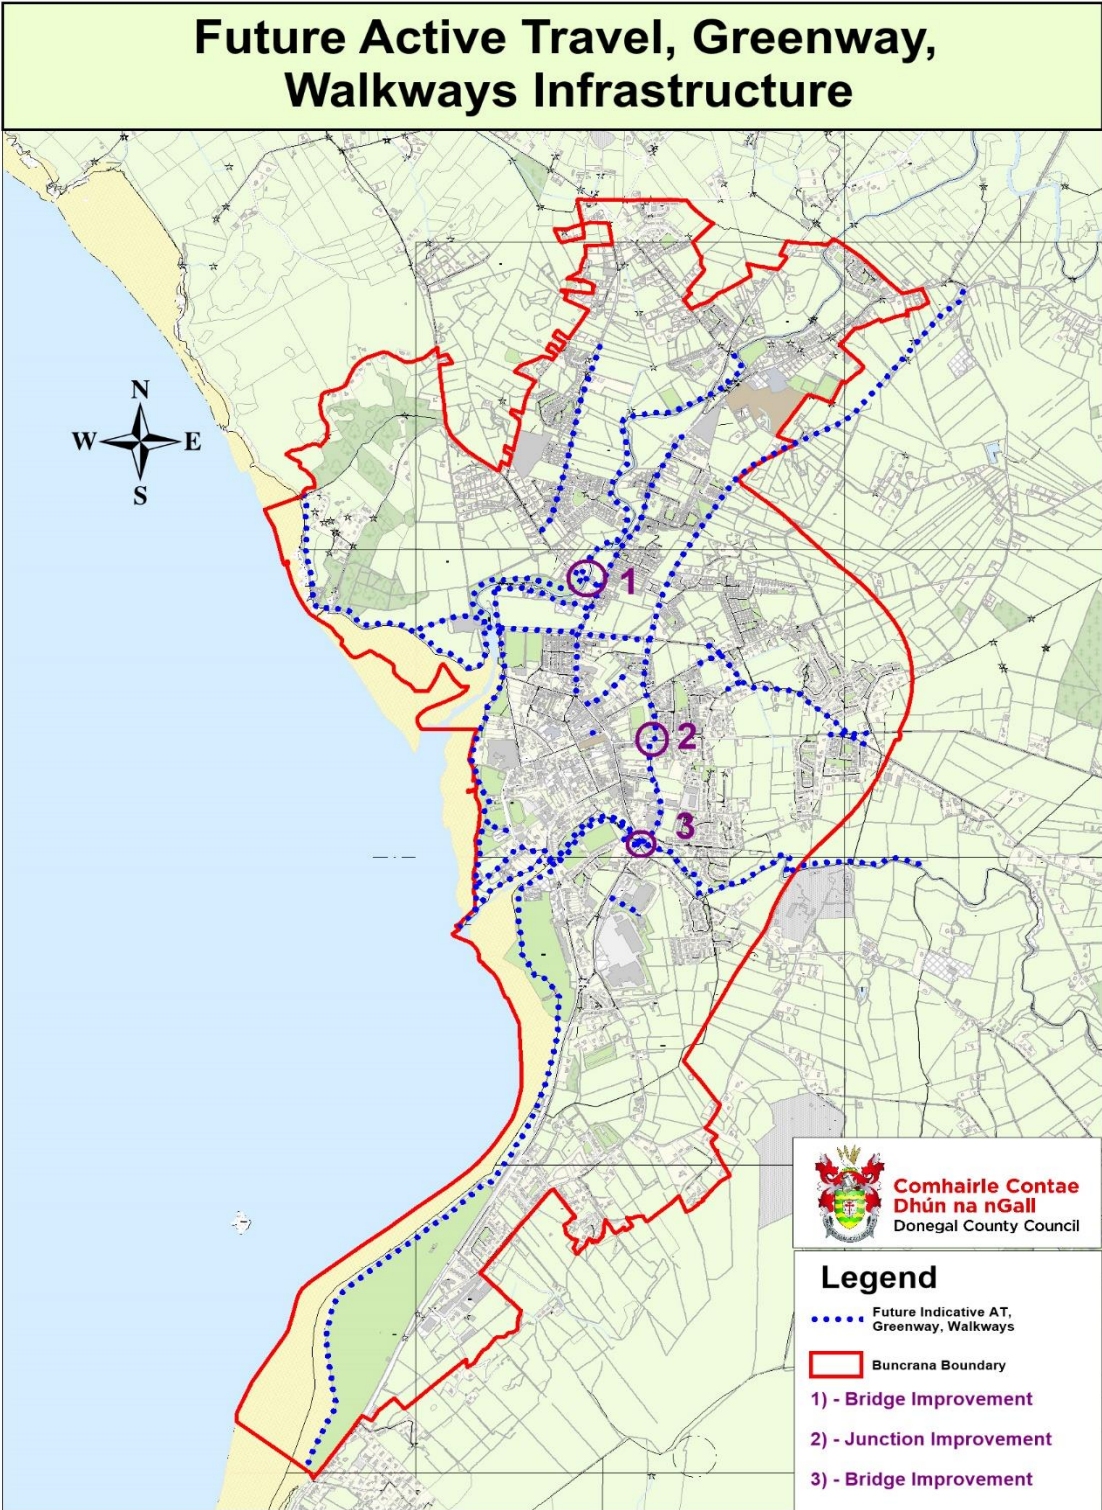 Future Active Travel, Greenway,
Walkways Infrastructure
N
W E
S
1
2
3
Comhairle Contae
Dhún na nGall
Donegal County Council
Legend
Future Indicative AT,
Greenway, Walkways
Buncrana Boundary
1) - Bridge Improvement
2) - Junction Improvement
3) - Bridge Improvement